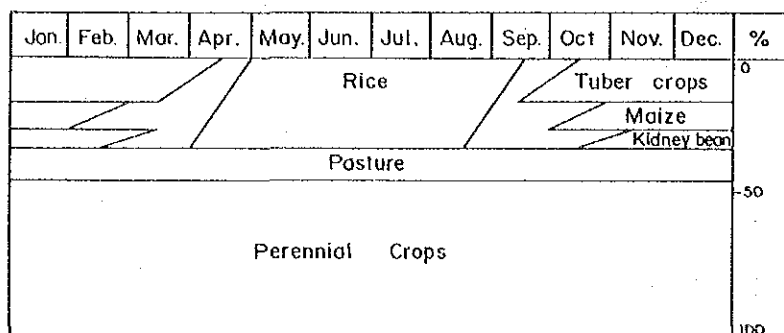 Jan. Feb. Mar. Apr. May. Jun. Jul. Aug. Sep. Oct Nov. Dec. %
0
Rice Tuber crops
Maize
Kidney bean
Pasture
-50
Perennial Crops
100